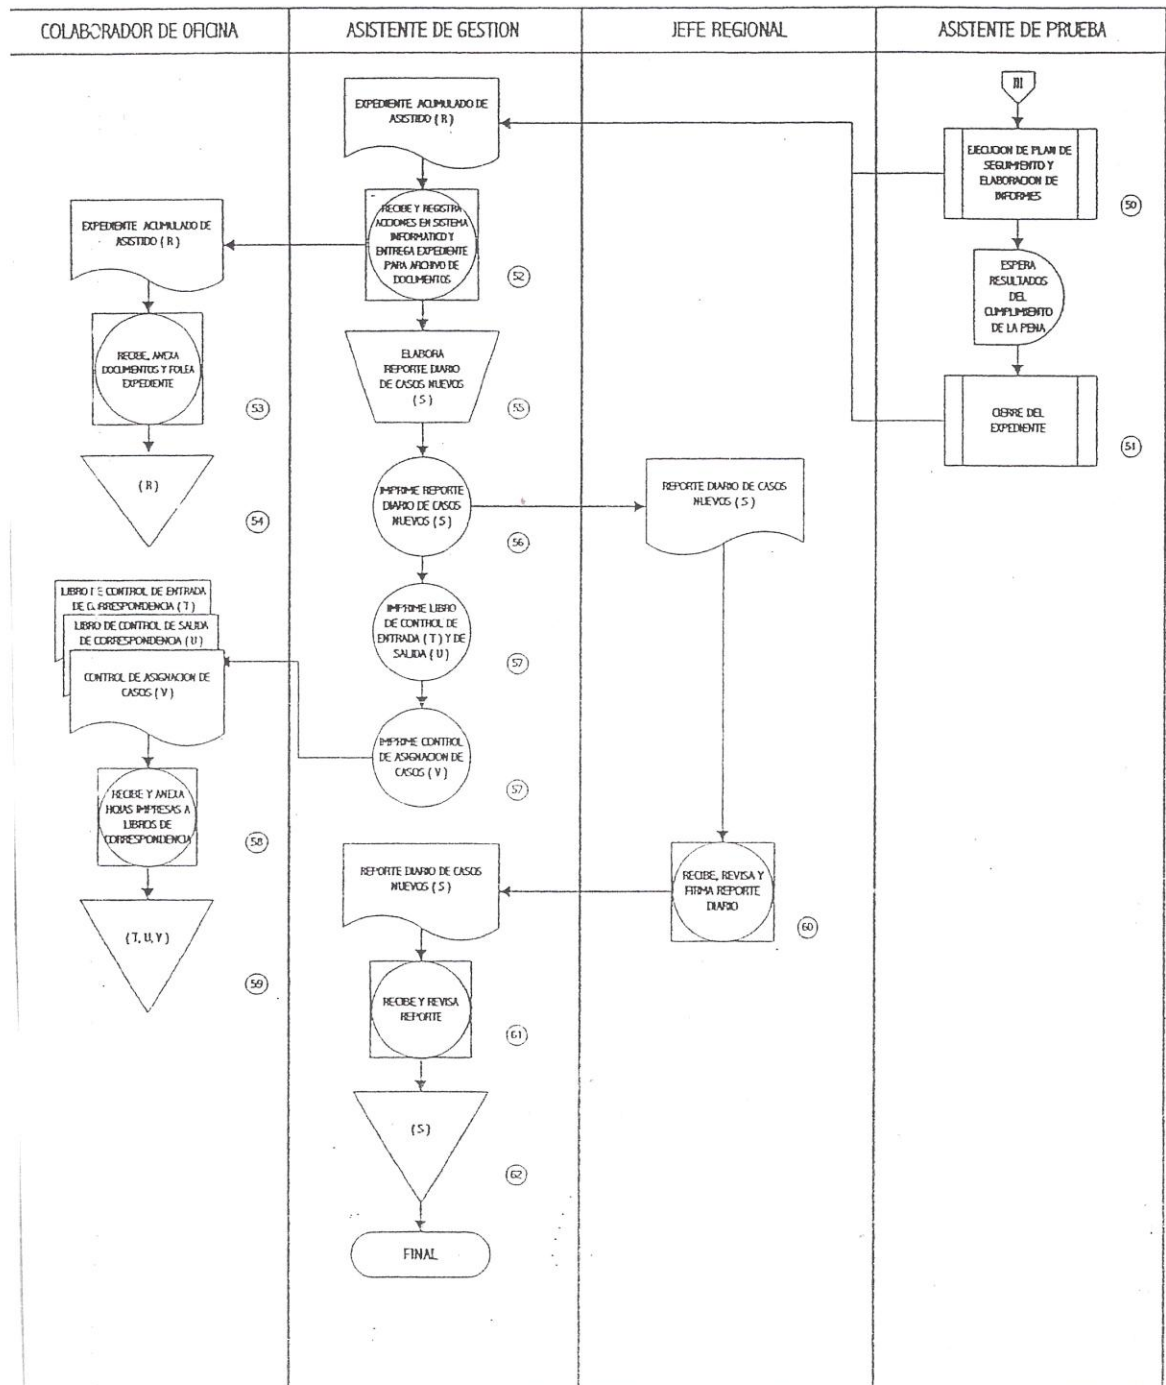 COLABORADOR DE OFICINA
ASISTENTE DE GESTION
JEFE REGIONAL
ASISTENTE DE PRUEBA
III
EJECUCION DE PLAN DE
SEGUIMIENTO Y
ELABORACION DE
INFORMES
50
ESPERA
RESULTADOS
DEL
CUMPLIMIENTO
DE LA PENA
CIERRE DEL
EXPEDIENTE
51
EXPEDIENTE ACUMULADO DE
ASISTIDO ( R )
RECIBE Y REGISTRA
ACCIONES EN SISTEMA
INFORMATICO Y
ENTREGA EXPEDIENTE
PARA ARCHIVO DE
DOCUMENTOS
52
EXPEDIENTE ACUMULADO DE
ASISTIDO ( R )
RECIBE, ANEXA
DOCUMENTOS Y FOLEA
EXPEDIENTE
53
( R )
54
ELABORA
REPORTE DIARIO
DE CASOS NUEVOS
( S )
55
IMPRIME REPORTE
DIARIO DE CASOS
NUEVOS ( S )
56
REPORTE DIARIO DE CASOS
NUEVOS ( S )
IMPRIME LIBRO
DE CONTROL DE
ENTRADA ( T ) Y DE
SALIDA ( U )
57
IMPRIME CONTROL
DE ASIGNACION DE
CASOS ( V )
57
LIBRO DE CONTROL DE ENTRADA
DE CORRESPONDENCIA ( T )
LIBRO DE CONTROL DE SALIDA
DE CORRESPONDENCIA ( U )
CONTROL DE ASIGNACION DE
CASOS ( V )
RECIBE Y ANEXA
HOJAS IMPRESAS A
LIBROS DE
CORRESPONDENCIA
58
( T, U, V )
59
RECIBE, REVISA Y
FIRMA REPORTE
DIARIO
60
REPORTE DIARIO DE CASOS
NUEVOS ( S )
RECIBE Y REVISA
REPORTE
61
( S )
62
FINAL